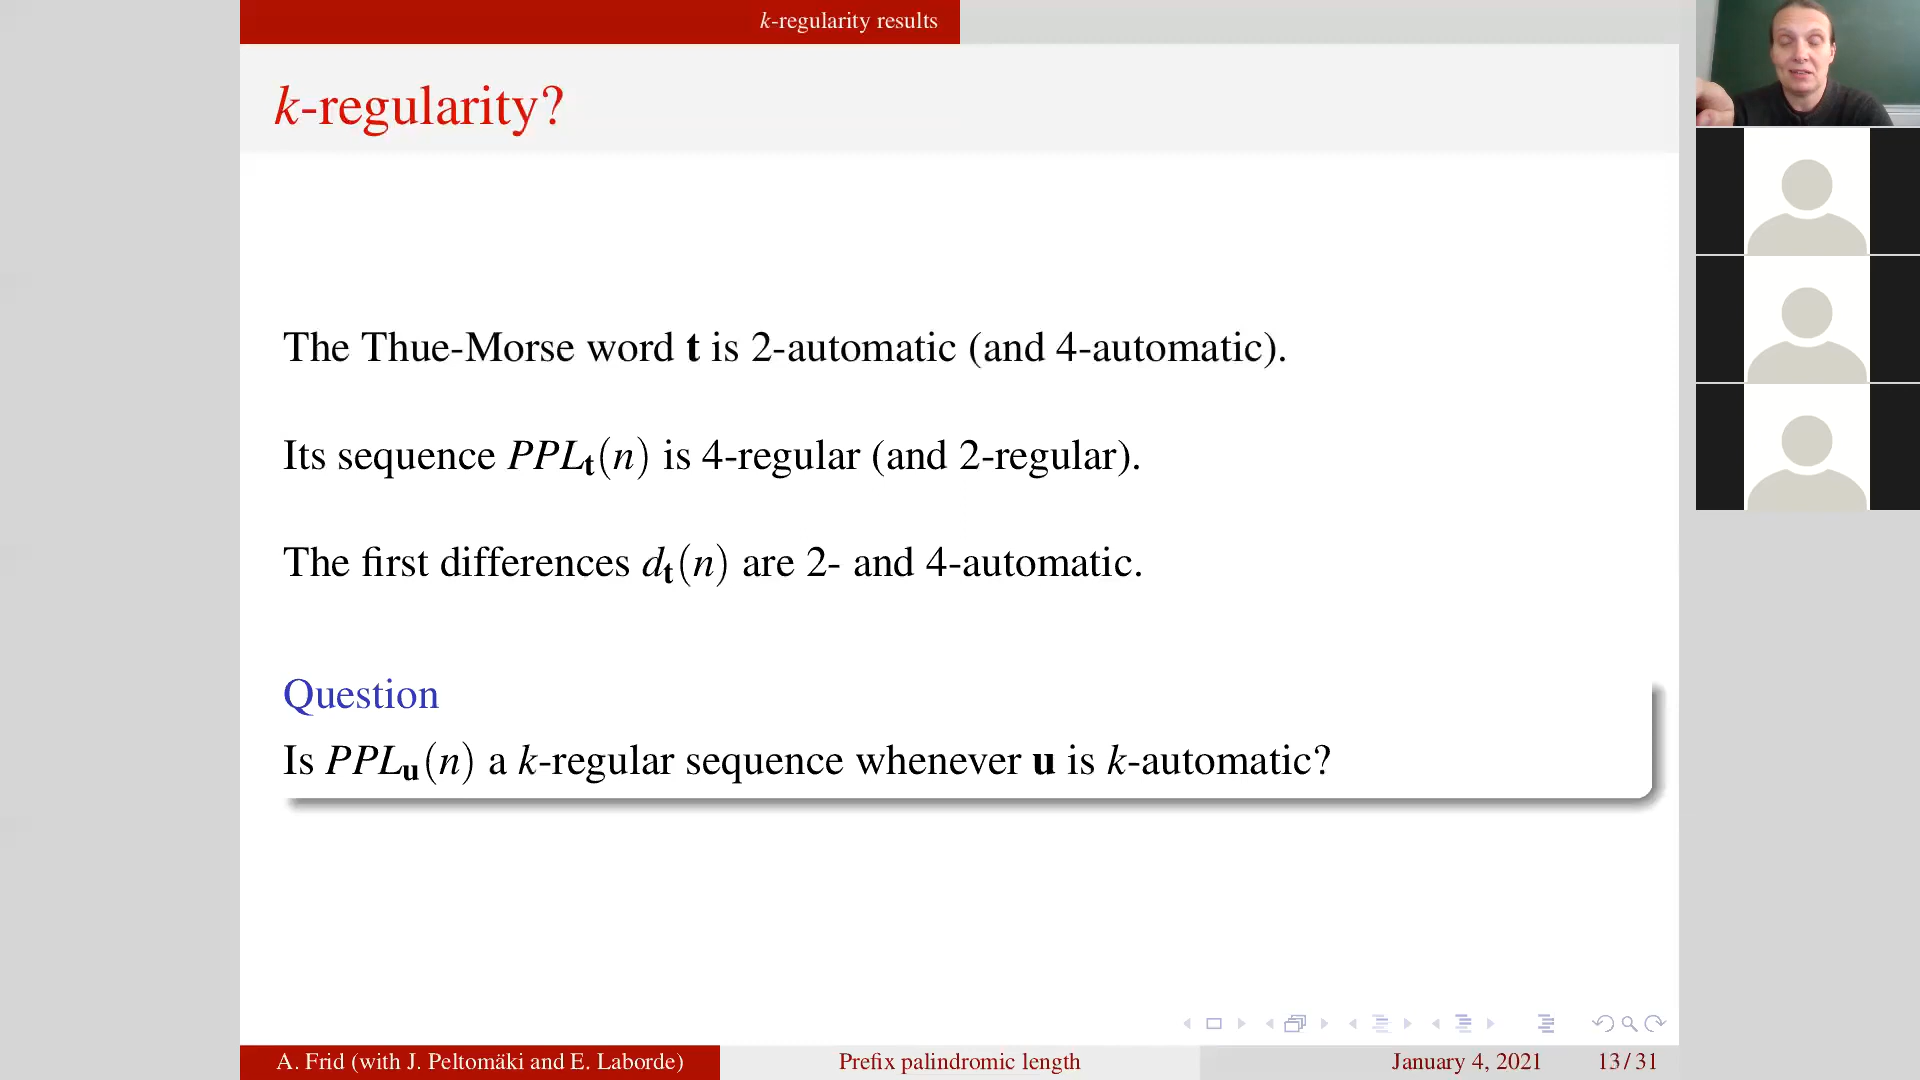 k-regularity results
k-regularity?
The Thue-Morse word t is 2-automatic (and 4-automatic).
Its sequence PPLₜ(n) is 4-regular (and 2-regular).
The first differences dₜ(n) are 2- and 4-automatic.
Question
Is PPLᵤ(n) a k-regular sequence whenever u is k-automatic?
A. Frid (with J. Peltomäki and E. Laborde) Prefix palindromic length January 4, 2021 13 / 31